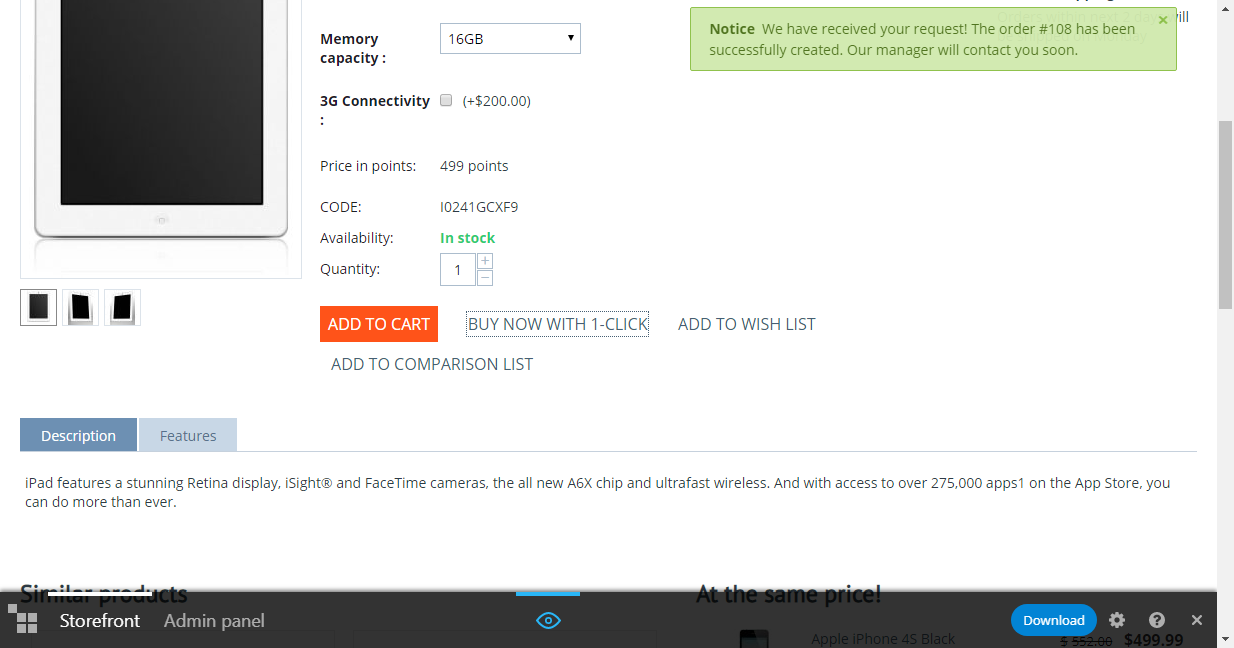 Memory
capacity :
16GB
Notice We have received your request! The order #108 has been
successfully created. Our manager will contact you soon.
×
will
3G Connectivity
:
(+$200.00)
Price in points: 499 points
CODE: I0241GCXF9
Availability: In stock
Quantity: 1
+
−
ADD TO CART
BUY NOW WITH 1-CLICK
ADD TO WISH LIST
ADD TO COMPARISON LIST
Description
Features
iPad features a stunning Retina display, iSight® and FaceTime cameras, the all new A6X chip and ultrafast wireless. And with access to over 275,000 apps1 on the App Store, you
can do more than ever.
Similar products
At the same price!
Storefront
Admin panel
Download
?
×
Apple iPhone 4S Black
$ 552.00 $499.99